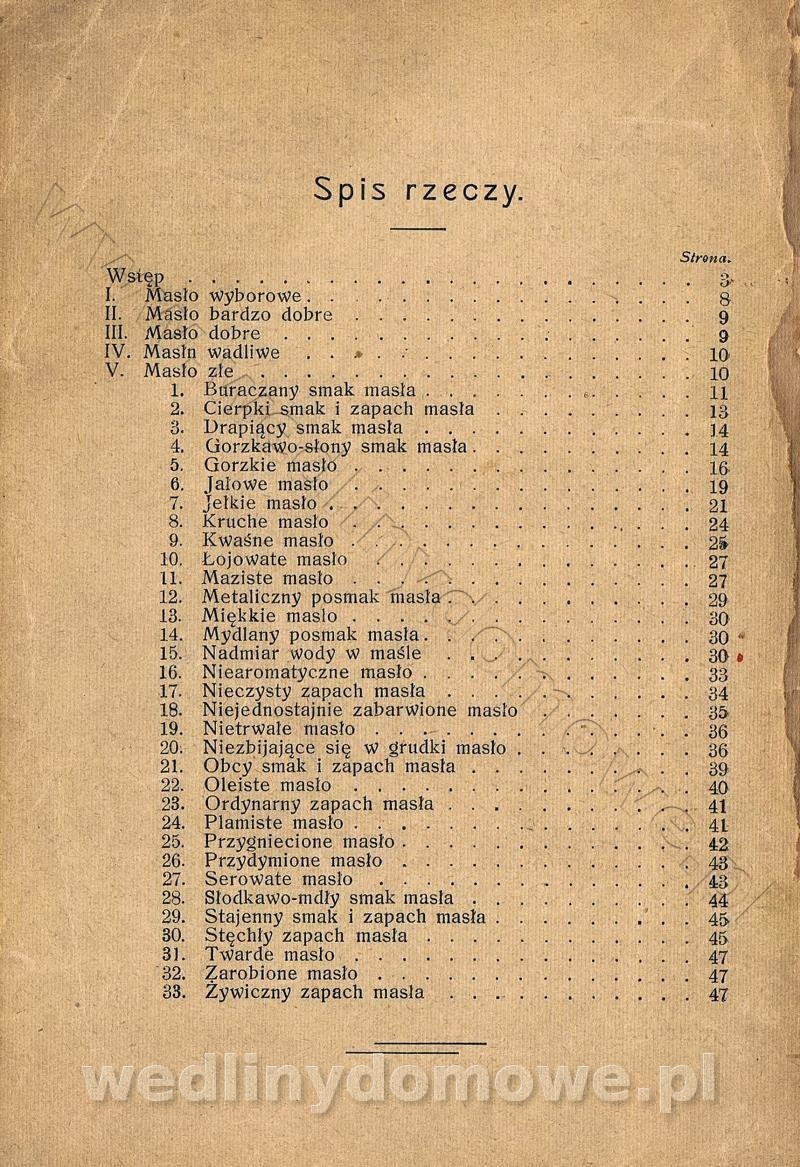 Spis rzeczy.
Strona.
Wstęp . . . . . . . . . . . . . . . . . . . . . . 3
I. Masło wyborowe . . . . . . . . . . . . . . . . . 8
II. Masło bardzo dobre . . . . . . . . . . . . . . . 9
III. Masło dobre . . . . . . . . . . . . . . . . . . 9
IV. Masłn wadliwe . . . . . . . . . . . . . . . . . 10
V. Masło złe . . . . . . . . . . . . . . . . . . . 10
1. Buraczany smak masła . . . . . . . . . . . . 11
2. Cierpki smak i zapach masła . . . . . . . . . 13
3. Drapiący smak masła . . . . . . . . . . . . 14
4. Gorzkawo-słony smak masła . . . . . . . . . . 14
5. Gorzkie masło . . . . . . . . . . . . . . . 16
6. Jałowe masło . . . . . . . . . . . . . . . 19
7. Jełkie masło . . . . . . . . . . . . . . . . 21
8. Kruche masło . . . . . . . . . . . . . . . 24
9. Kwaśne masło . . . . . . . . . . . . . . . 25
10. Łojowate masło . . . . . . . . . . . . . . 27
11. Maziste masło . . . . . . . . . . . . . . . 27
12. Metaliczny posmak masła . . . . . . . . . . . 29
13. Miękkie masło . . . . . . . . . . . . . . . 30
14. Mydlany posmak masła . . . . . . . . . . . . 30
15. Nadmiar wody w maśle . . . . . . . . . . . 30
16. Niearomatyczne masło . . . . . . . . . . . . 33
17. Nieczysty zapach masła . . . . . . . . . . . 34
18. Niejednostajnie zabarwione masło . . . . . . . 35
19. Nietrwałe masło . . . . . . . . . . . . . . 36
20. Niezbijające się w grudki masło . . . . . . . . 36
21. Obcy smak i zapach masła . . . . . . . . . . 39
22. Oleiste masło . . . . . . . . . . . . . . . 40
23. Ordynarny zapach masła . . . . . . . . . . . 41
24. Plamiste masło . . . . . . . . . . . . . . . 41
25. Przygniecione masło . . . . . . . . . . . . . 42
26. Przydymione masło . . . . . . . . . . . . . 43
27. Serowate masło . . . . . . . . . . . . . . 43
28. Słodkawo-mdły smak masła . . . . . . . . . . 44
29. Stajenny smak i zapach masła . . . . . . . . . 45
30. Stęchły zapach masła . . . . . . . . . . . . 45
31. Twarde masło . . . . . . . . . . . . . . . 47
32. Zarobione masło . . . . . . . . . . . . . . 47
33. Żywiczny zapach masła . . . . . . . . . . . 47
wedlinydomowe.pl